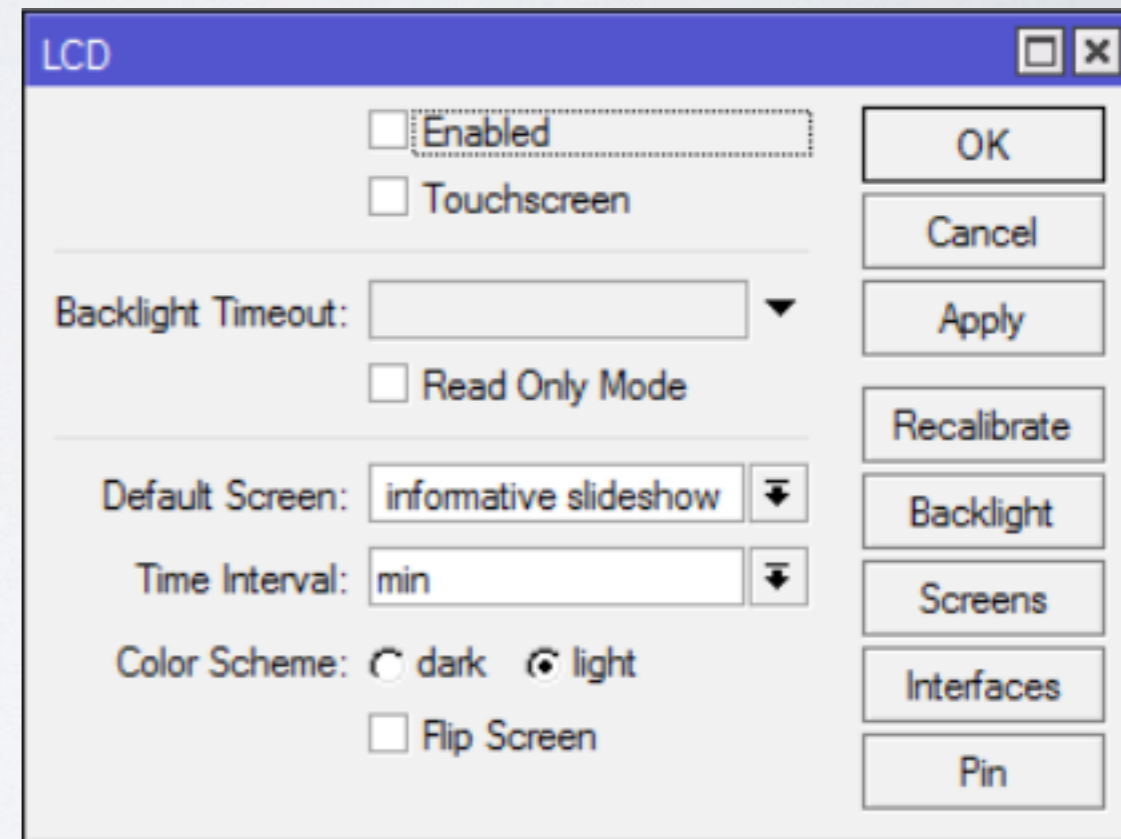 LCD
Enabled
Touchscreen
Backlight Timeout:
Read Only Mode
Default Screen: informative slideshow
Time Interval: min
Color Scheme: dark light
Flip Screen
OK
Cancel
Apply
Recalibrate
Backlight
Screens
Interfaces
Pin